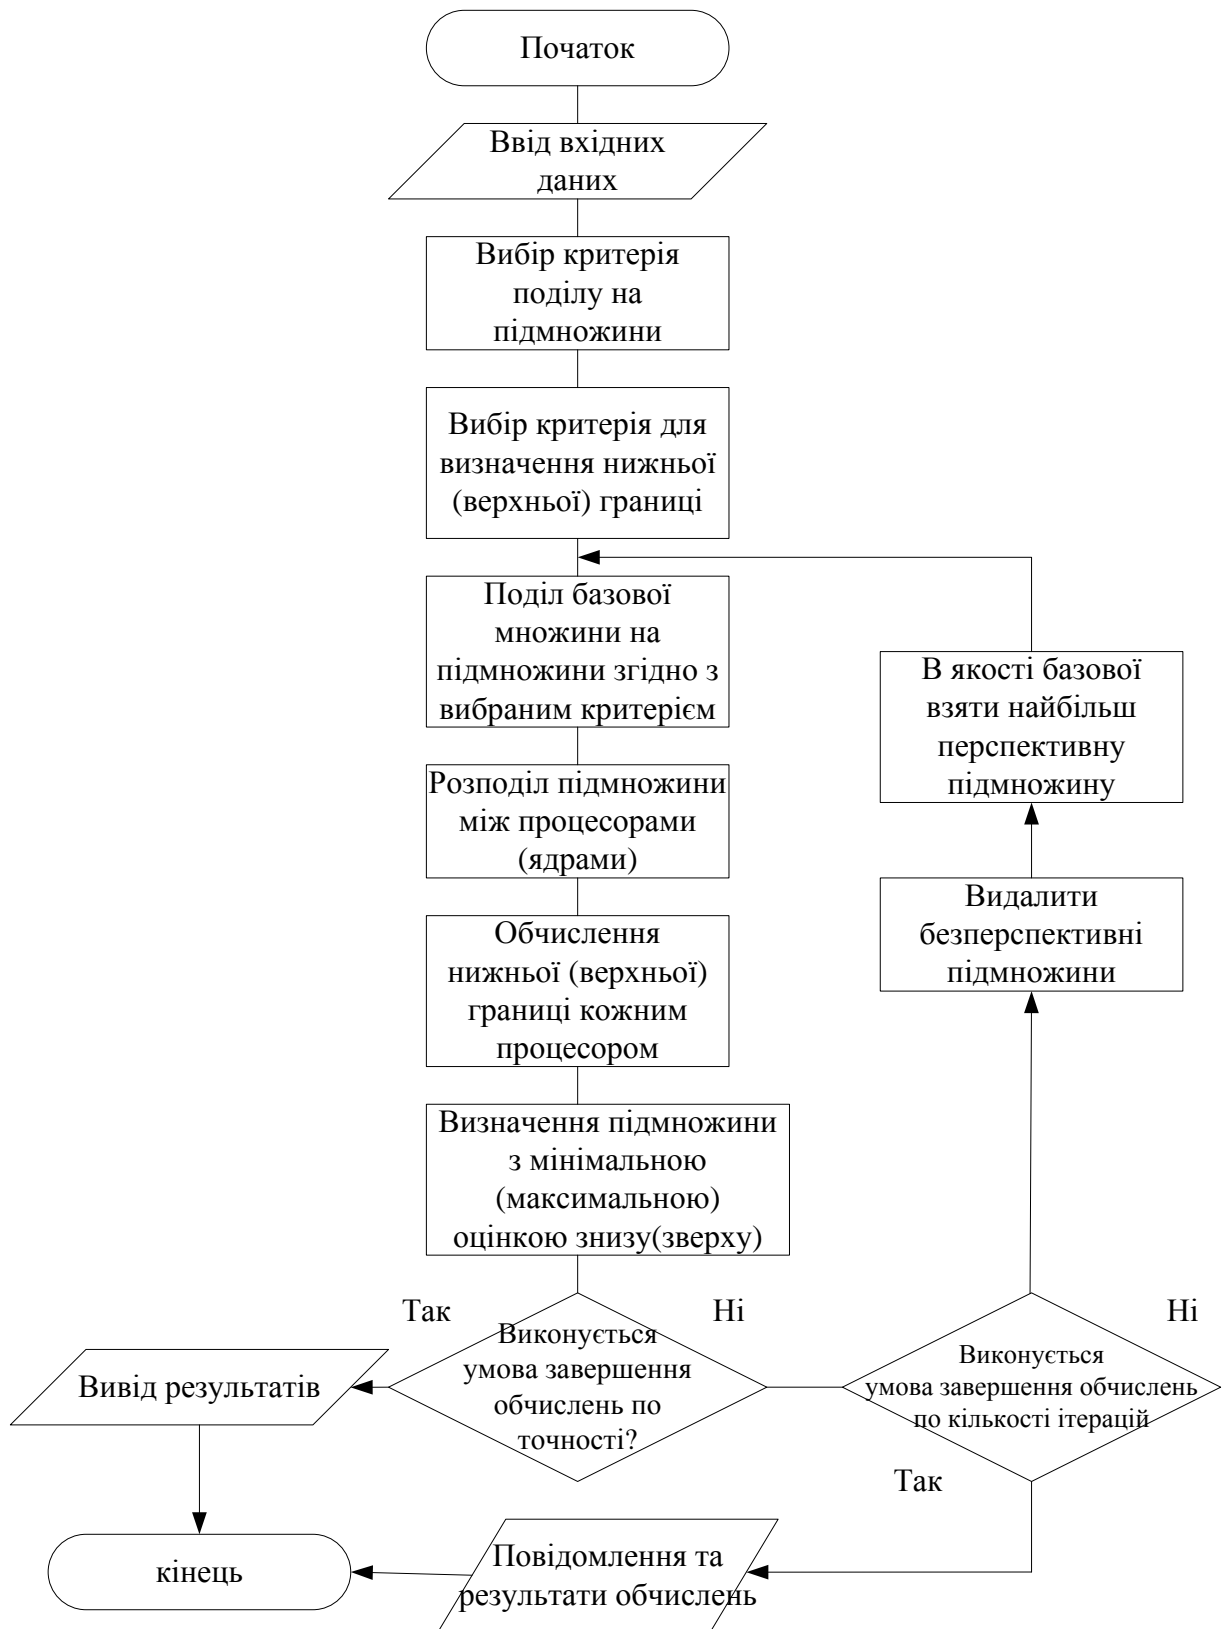 Початок
Ввід вхідних
даних
Вибір критерія
поділу на
підмножини
Вибір критерія для
визначення нижньої
(верхньої) границі
Поділ базової
множини на
підмножини згідно з
вибраним критерієм
Розподіл підмножини
між процесорами
(ядрами)
Обчислення
нижньої (верхньої)
границі кожним
процесором
Визначення підмножини
з мінімальною
(максимальною)
оцінкою знизу(зверху)
Так
Ні
Виконується
умова завершення
обчислень по
точності?
Вивід результатів
кінець
В якості базової
взяти найбільш
перспективну
підмножину
Видалити
безперспективні
підмножини
Ні
Виконується
умова завершення обчислень
по кількості ітерацій
Так
Повідомлення та
результати обчислень